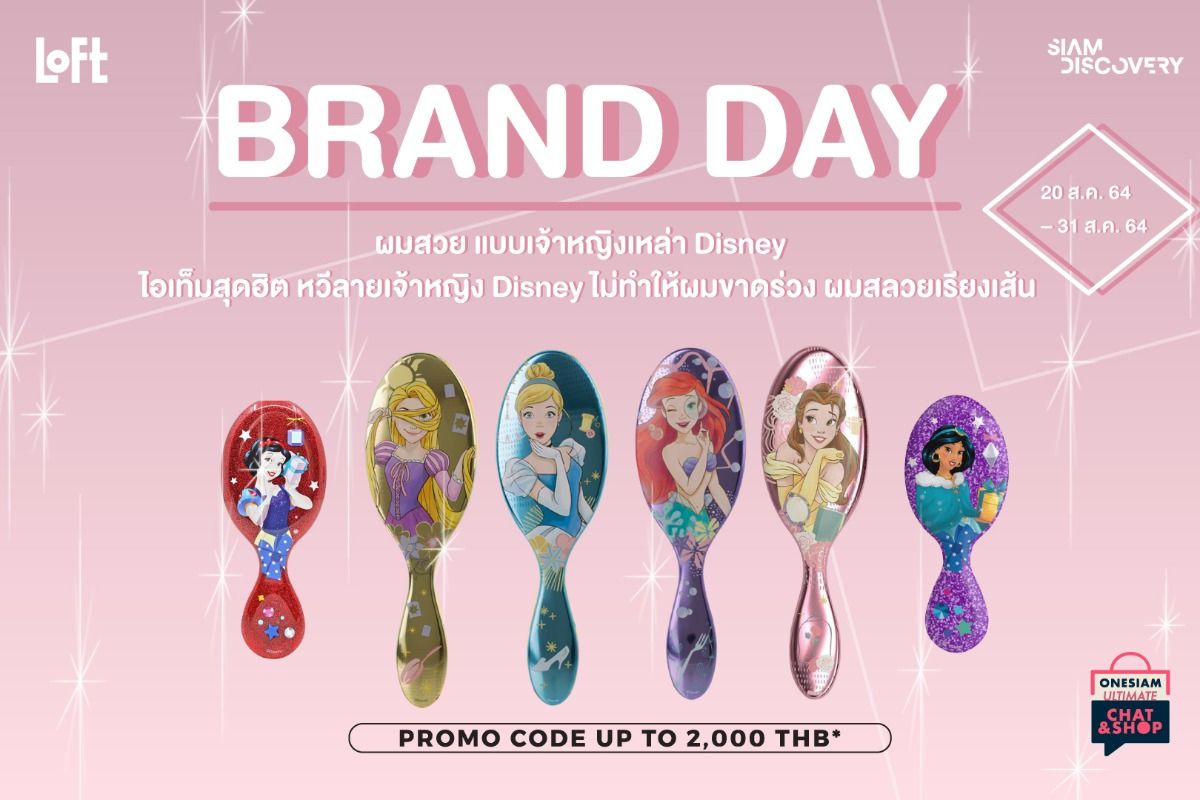 LOFT
SIAM
DISCOVERY
BRAND DAY
20 ส.ค. 64
– 31 ส.ค. 64
ผมสวย แบบเจ้าหญิงเหล่า Disney
ไอเท็มสุดฮิต หวีลายเจ้าหญิง Disney ไม่ทำให้ผมขาดร่วง ผมสลวยเรียงเส้น
PROMO CODE UP TO 2,000 THB*
ONESIAM
ULTIMATE
CHAT
&SHOP